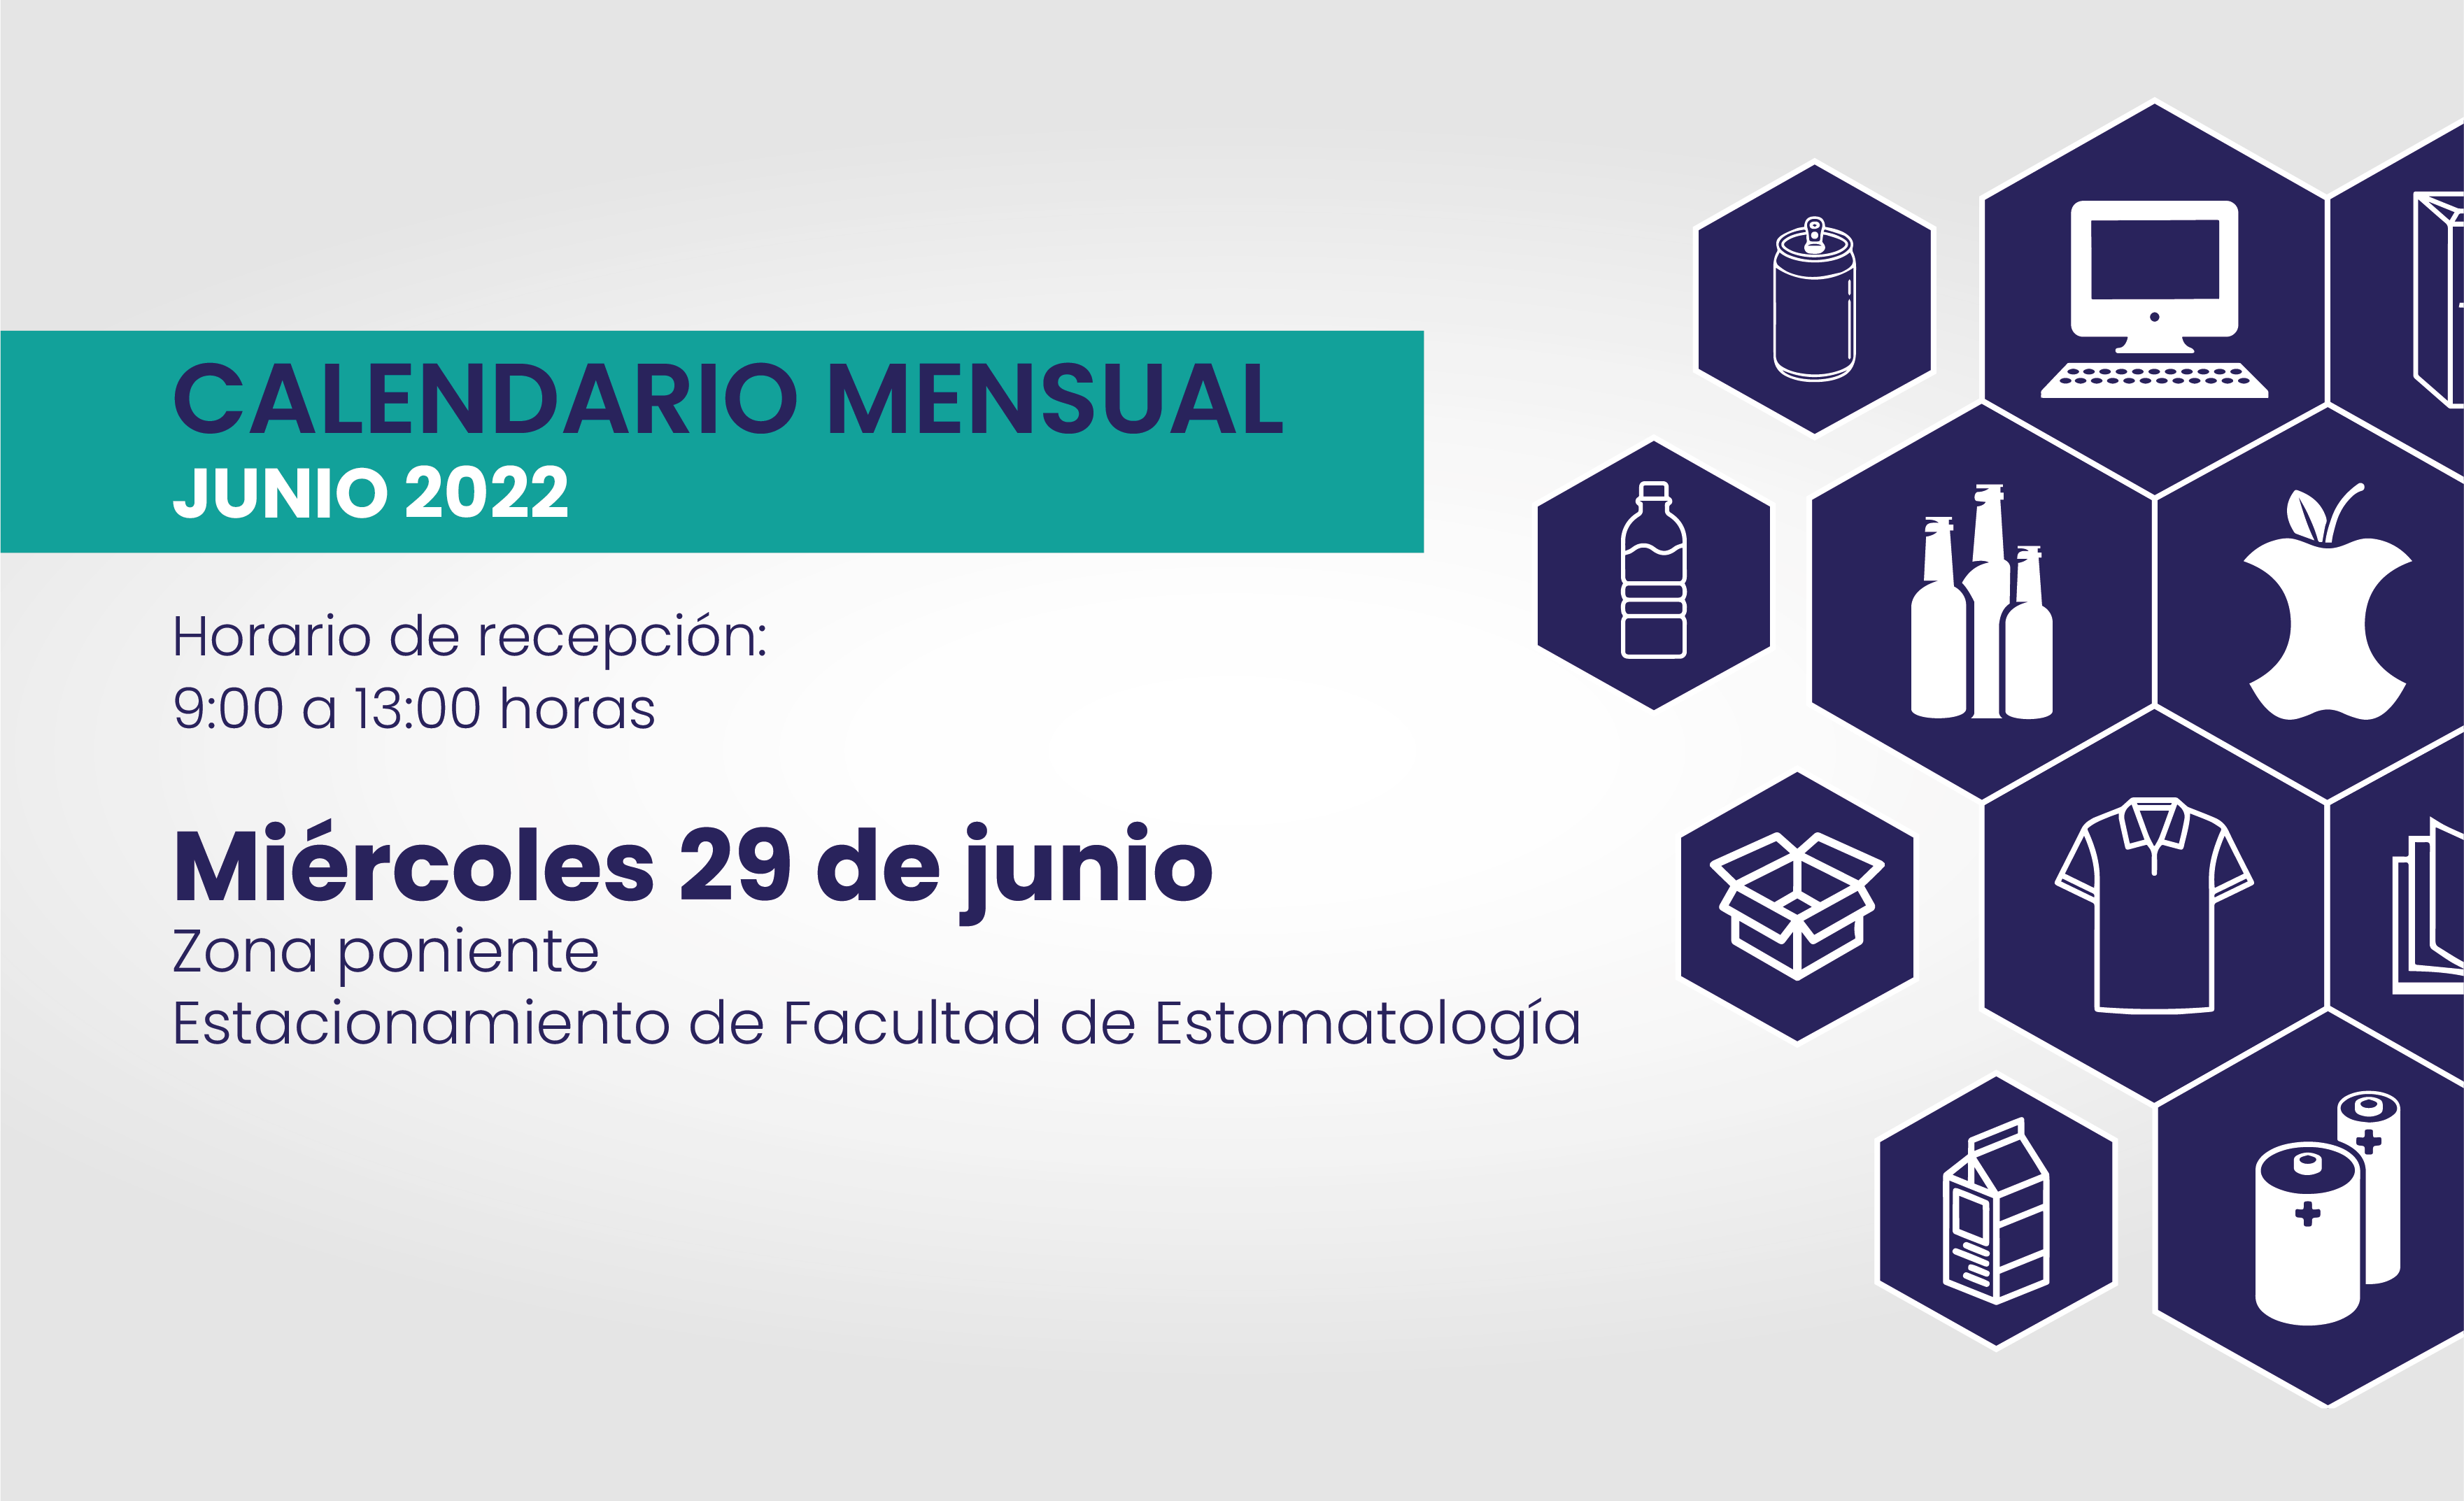 CALENDARIO MENSUAL
JUNIO 2022
Horario de recepción:
9:00 a 13:00 horas
Miércoles 29 de junio
Zona poniente
Estacionamiento de Facultad de Estomatología